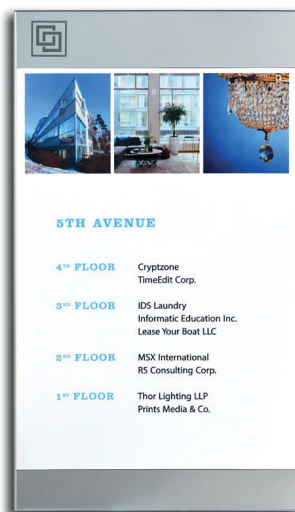 5TH AVENUE
4TH FLOOR Cryptzone
TimeEdit Corp.
3RD FLOOR IDS Laundry
Informatic Education Inc.
Lease Your Boat LLC
2ND FLOOR MSX International
R5 Consulting Corp.
1ST FLOOR Thor Lighting LLP
Prints Media & Co.